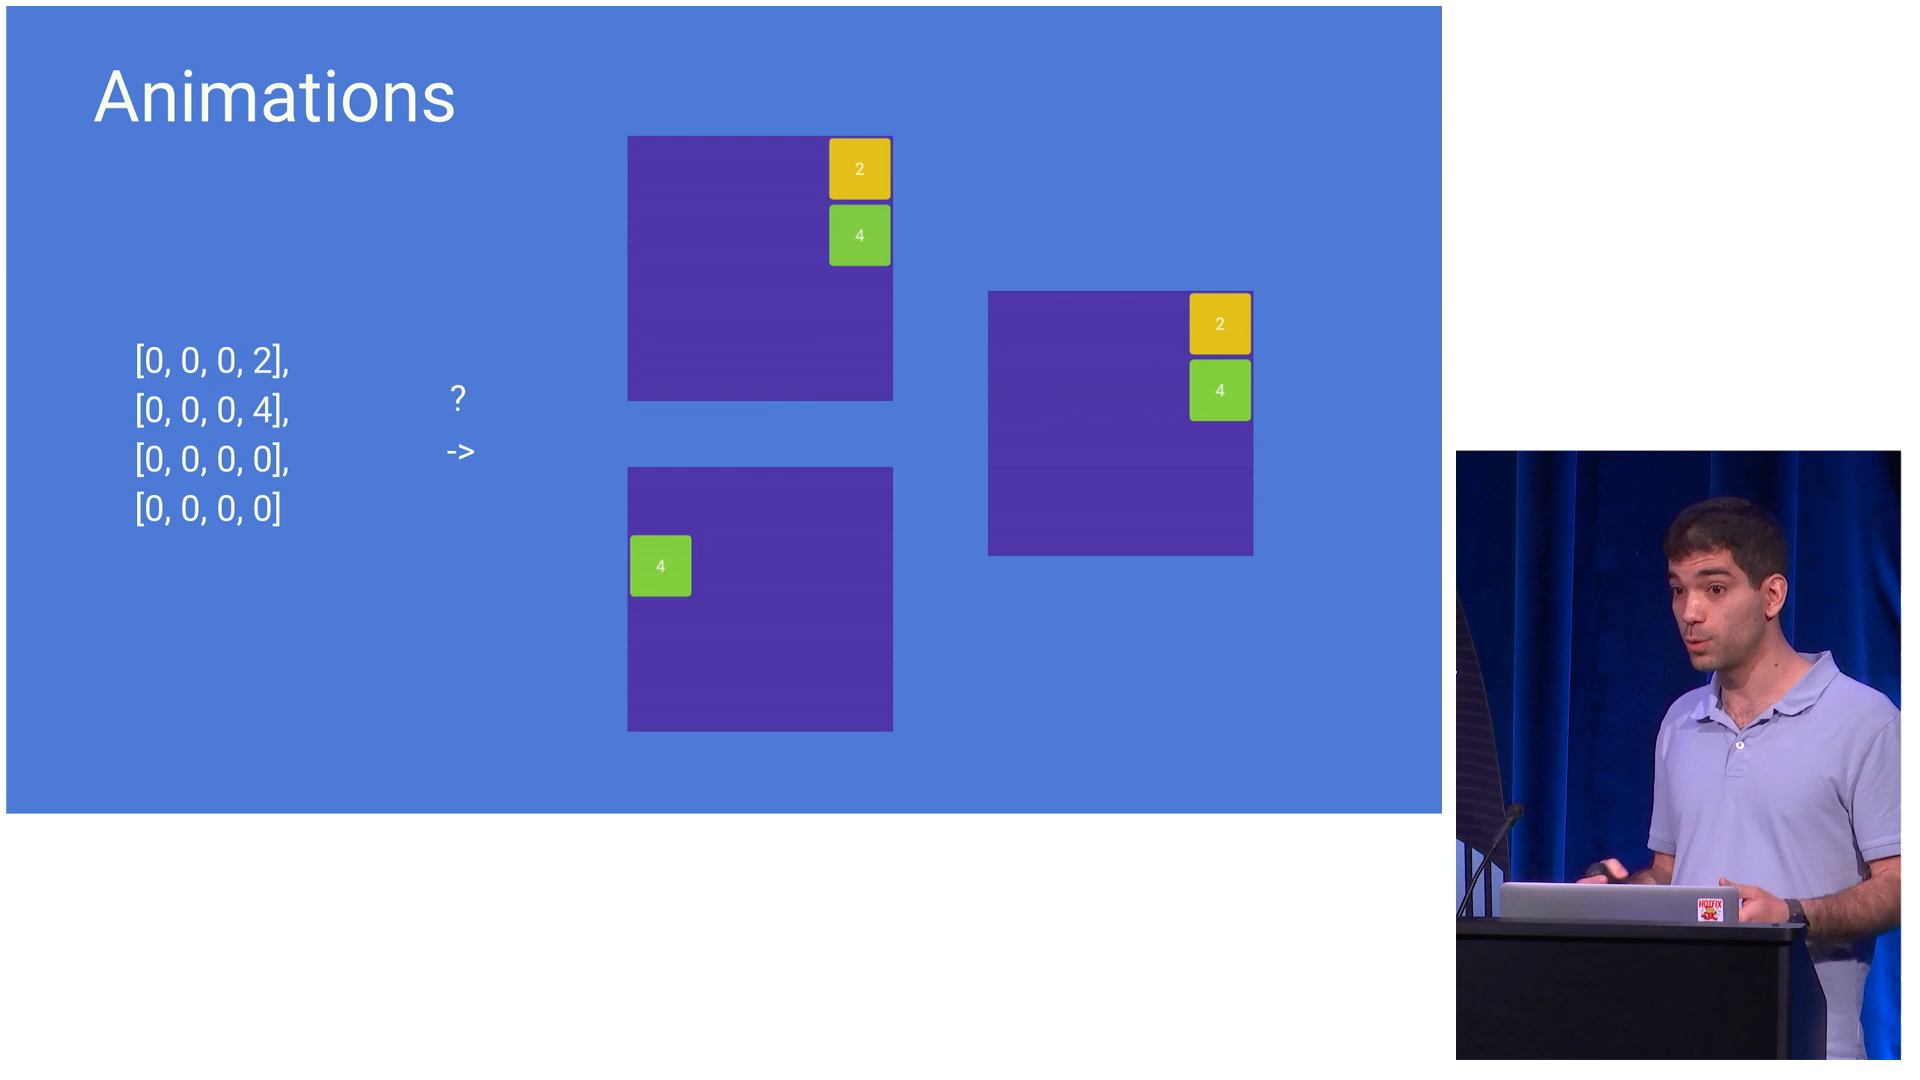 Animations
[0, 0, 0, 2],
[0, 0, 0, 4],
[0, 0, 0, 0],
[0, 0, 0, 0]
?
->
2
4
4
2
4
HOTFIX